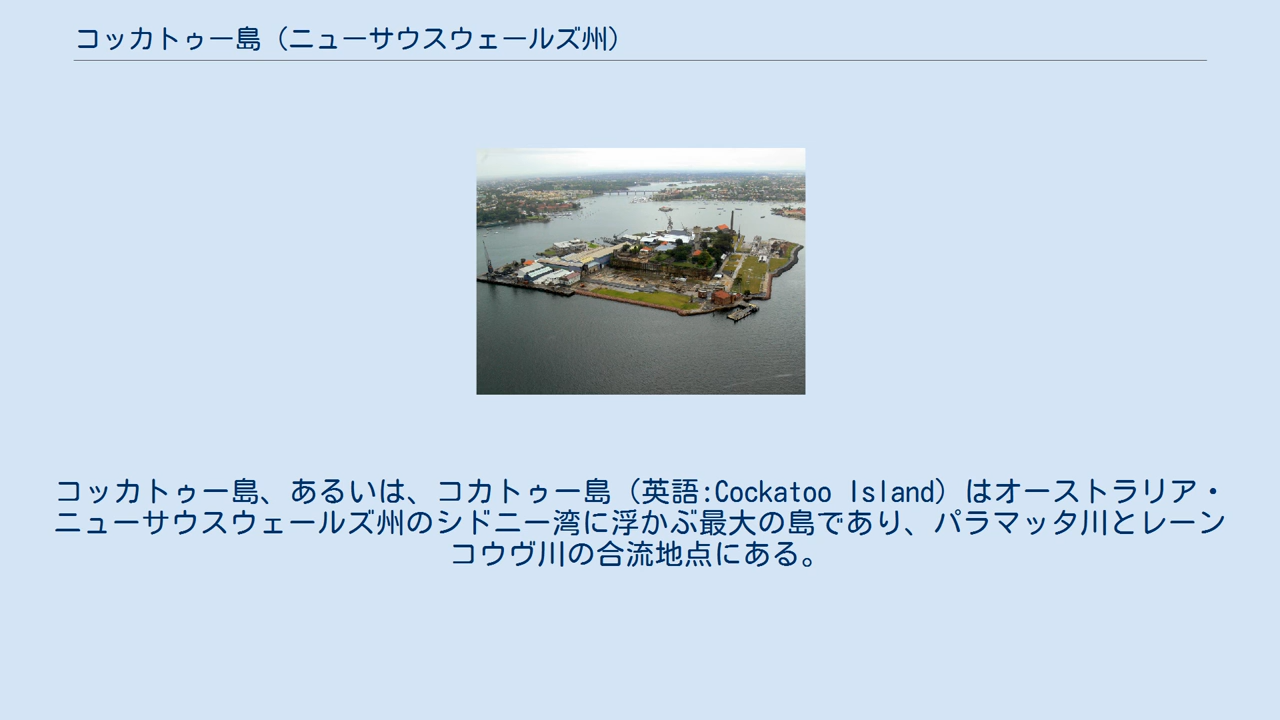 コッカトゥー島（ニューサウスウェールズ州）
コッカトゥー島、あるいは、コカトゥー島（英語:Cockatoo Island）はオーストラリア・
ニューサウスウェールズ州のシドニー湾に浮かぶ最大の島であり、パラマッタ川とレーン
コウヴ川の合流地点にある。